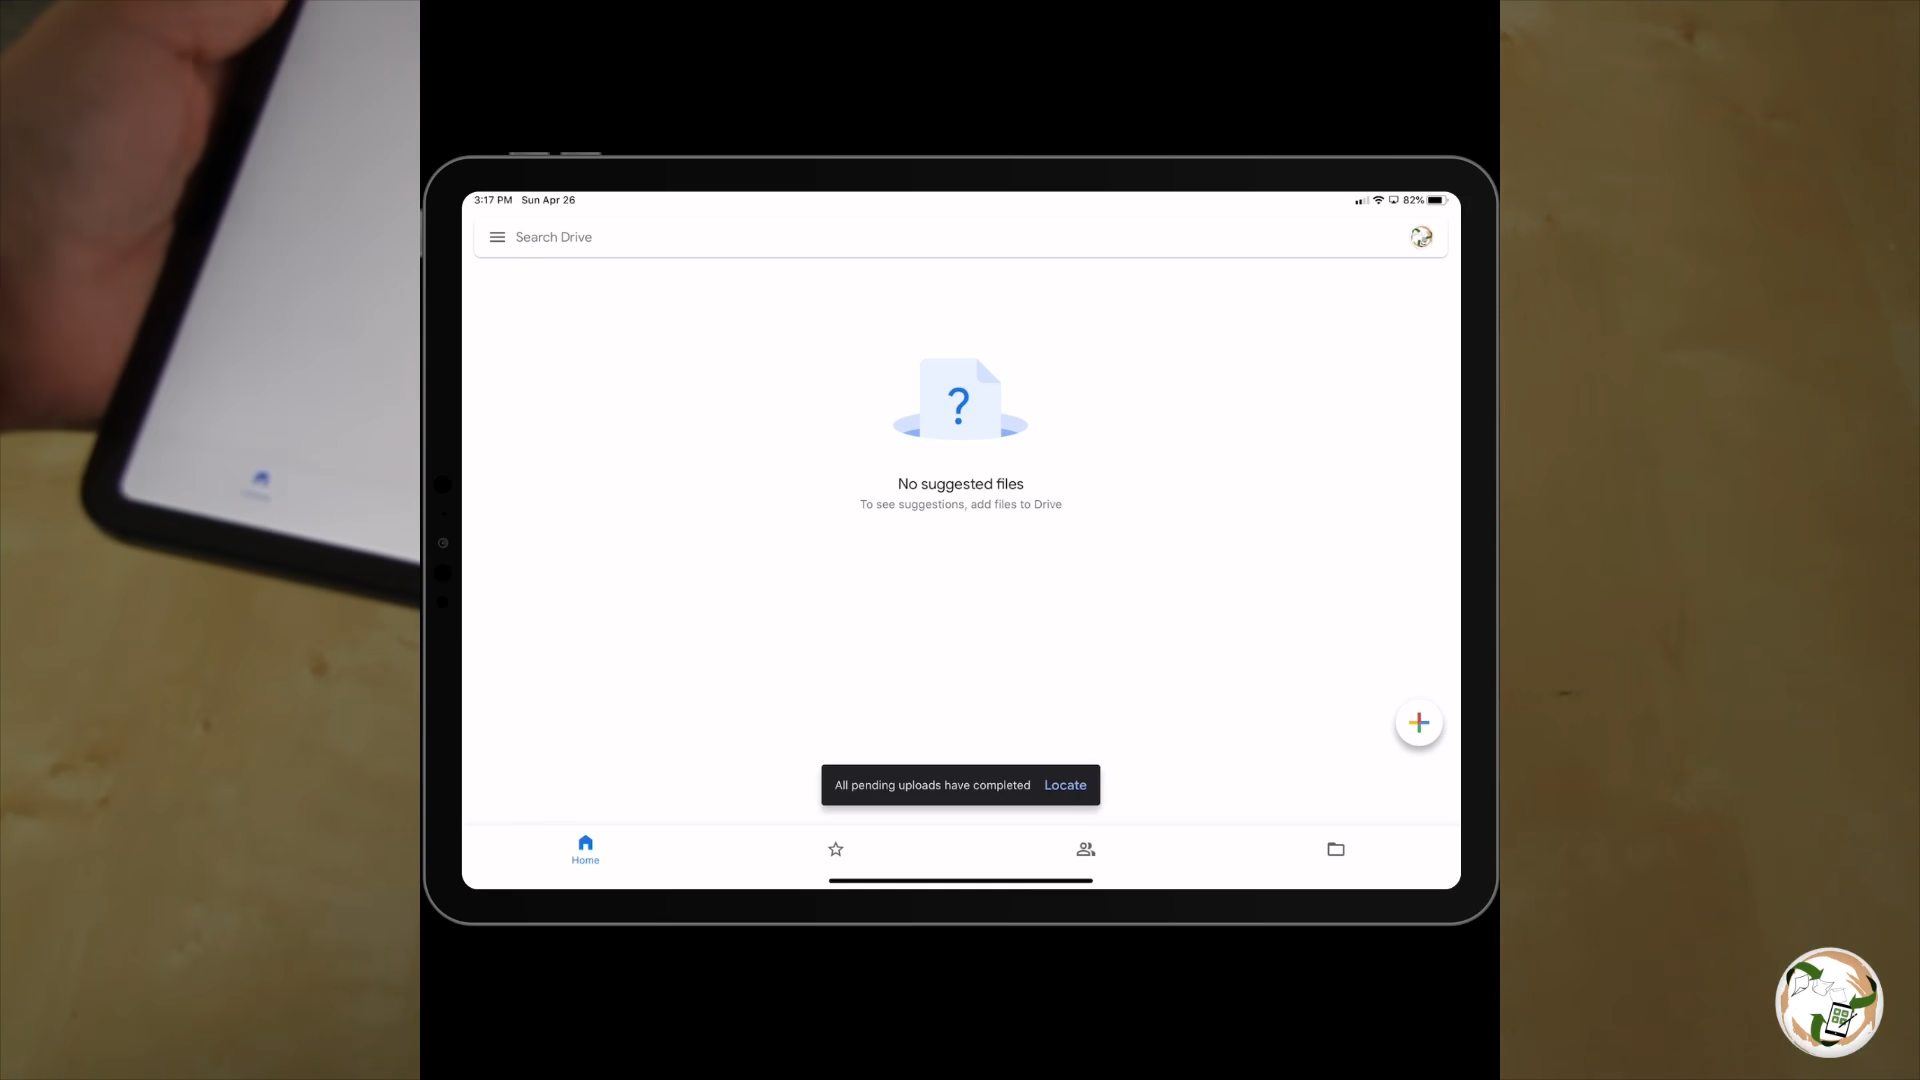 3:17 PM Sun Apr 26
82%
Search Drive
?
No suggested files
To see suggestions, add files to Drive
All pending uploads have completed Locate
Home